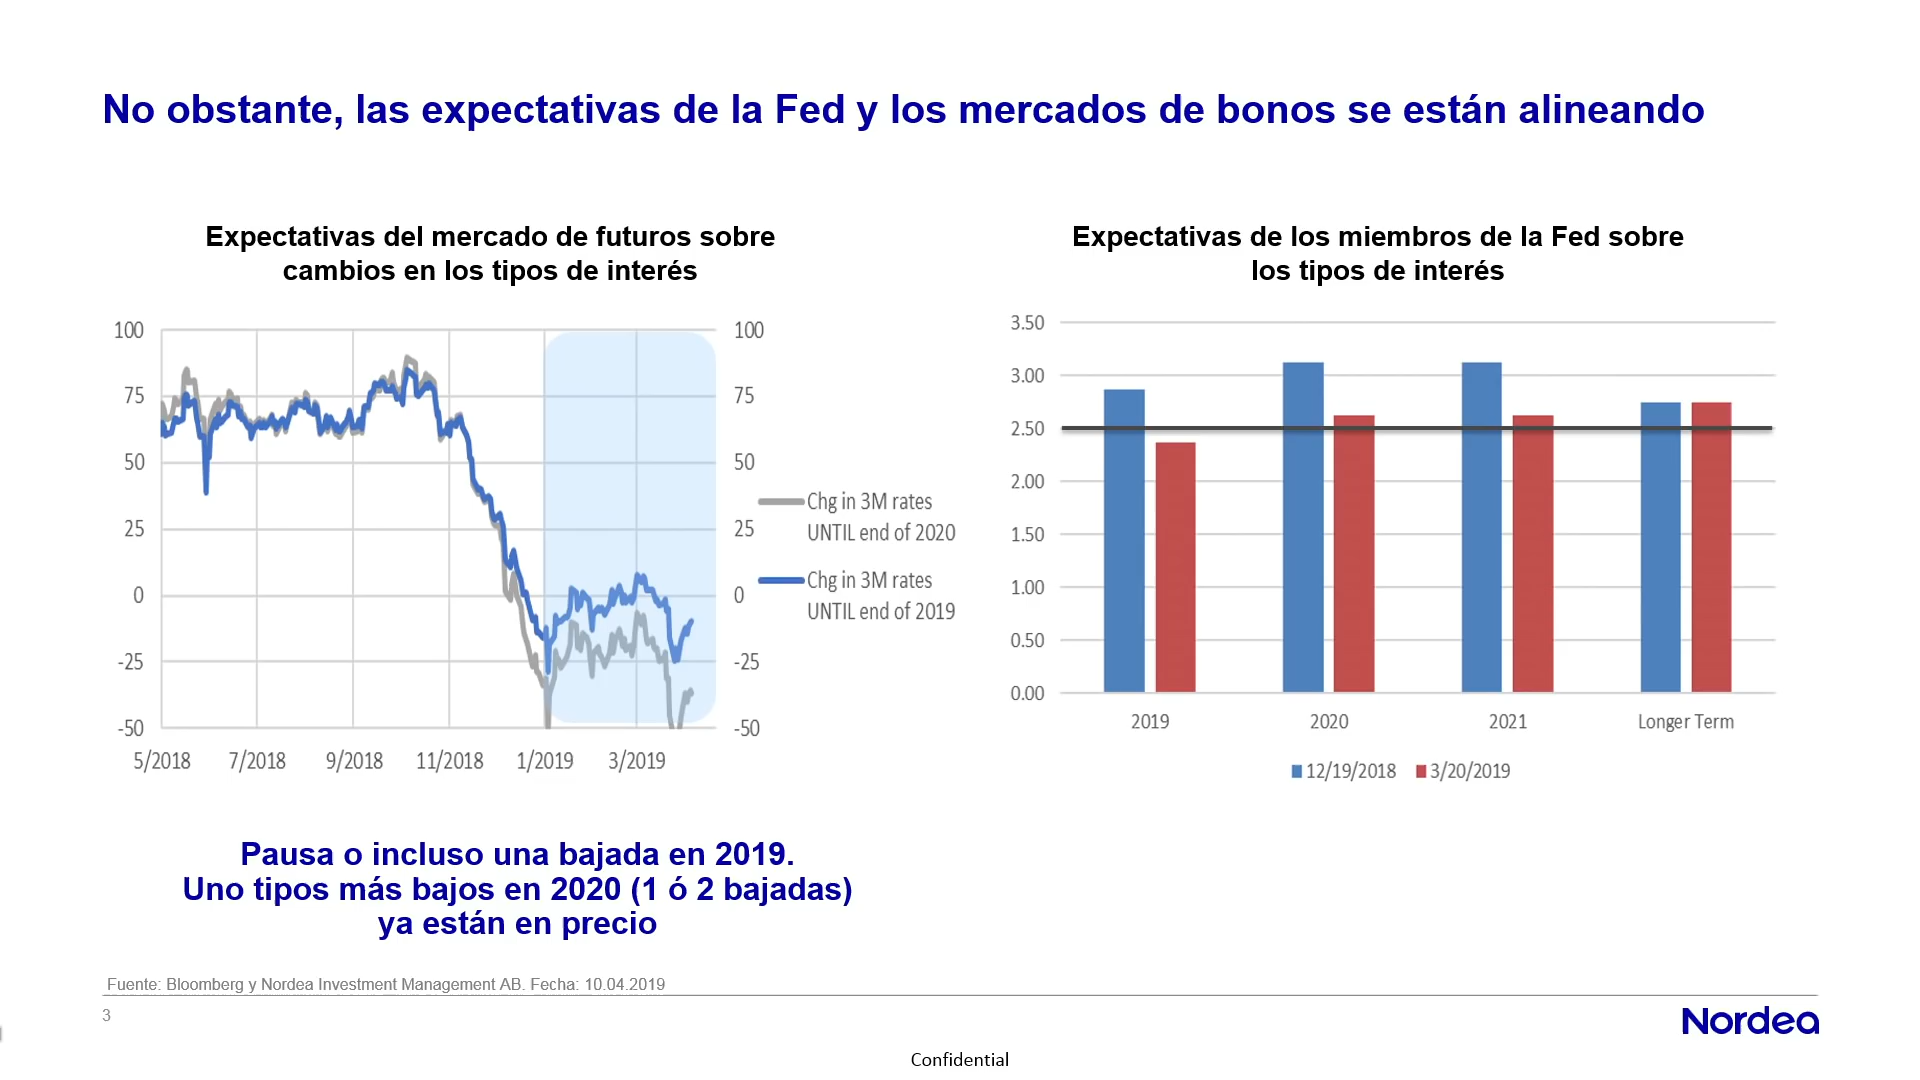 No obstante, las expectativas de la Fed y los mercados de bonos se están alineando
Expectativas del mercado de futuros sobre
cambios en los tipos de interés
100
75
50
25
0
-25
-50
100
75
50
25
0
-25
-50
5/2018
7/2018
9/2018
11/2018
1/2019
3/2019
Chg in 3M rates
UNTIL end of 2020
Chg in 3M rates
UNTIL end of 2019
Expectativas de los miembros de la Fed sobre
los tipos de interés
3.50
3.00
2.50
2.00
1.50
1.00
0.50
0.00
2019
2020
2021
Longer Term
12/19/2018
3/20/2019
Pausa o incluso una bajada en 2019.
Uno tipos más bajos en 2020 (1 ó 2 bajadas)
ya están en precio
Fuente: Bloomberg y Nordea Investment Management AB. Fecha: 10.04.2019
3
Nordea
Confidential